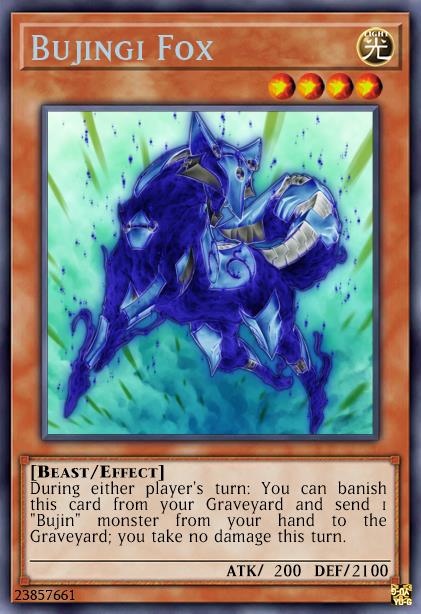 Bujingi Fox
LIGHT
光
[Beast/Effect]
During either player's turn: You can banish
this card from your Graveyard and send 1
"Bujin" monster from your hand to the
Graveyard; you take no damage this turn.
ATK/ 200 DEF/2100
23857661